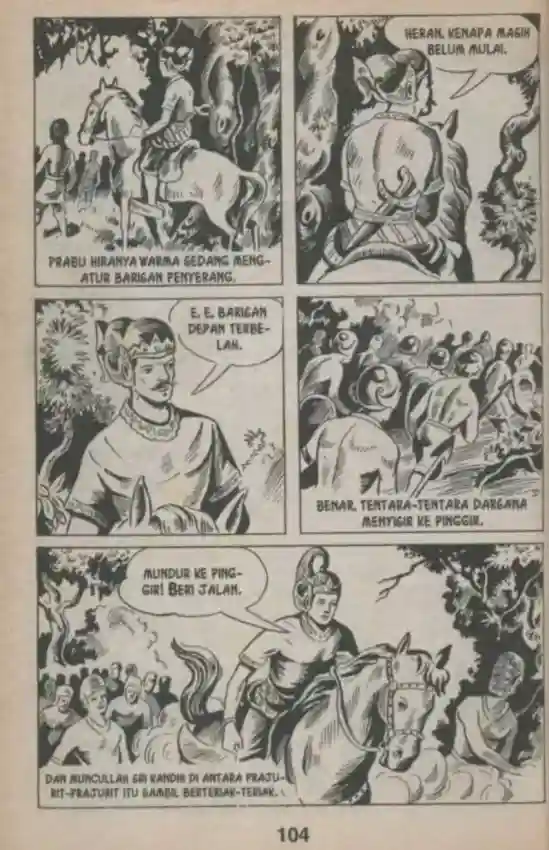 PRABU HIRANYA WARMA SEDANG MENG-
ATUR BARISAN PENYERANG.
HERAN, KENAPA MASIH
BELUM MULAI.
E, E, BARISAN
DEPAN TERBE-
LAH.
BENAR, TENTARA-TENTARA DARGANA
MENYIGIR KE PINGGIR.
MUNDUR KE PING-
GIR! BERI JALAN.
DAN MUNCULLAH SRI KANDIH DI ANTARA PRAJU-
RIT-PRAJURIT ITU SAMBIL BERTERIAK-TERIAK.
104